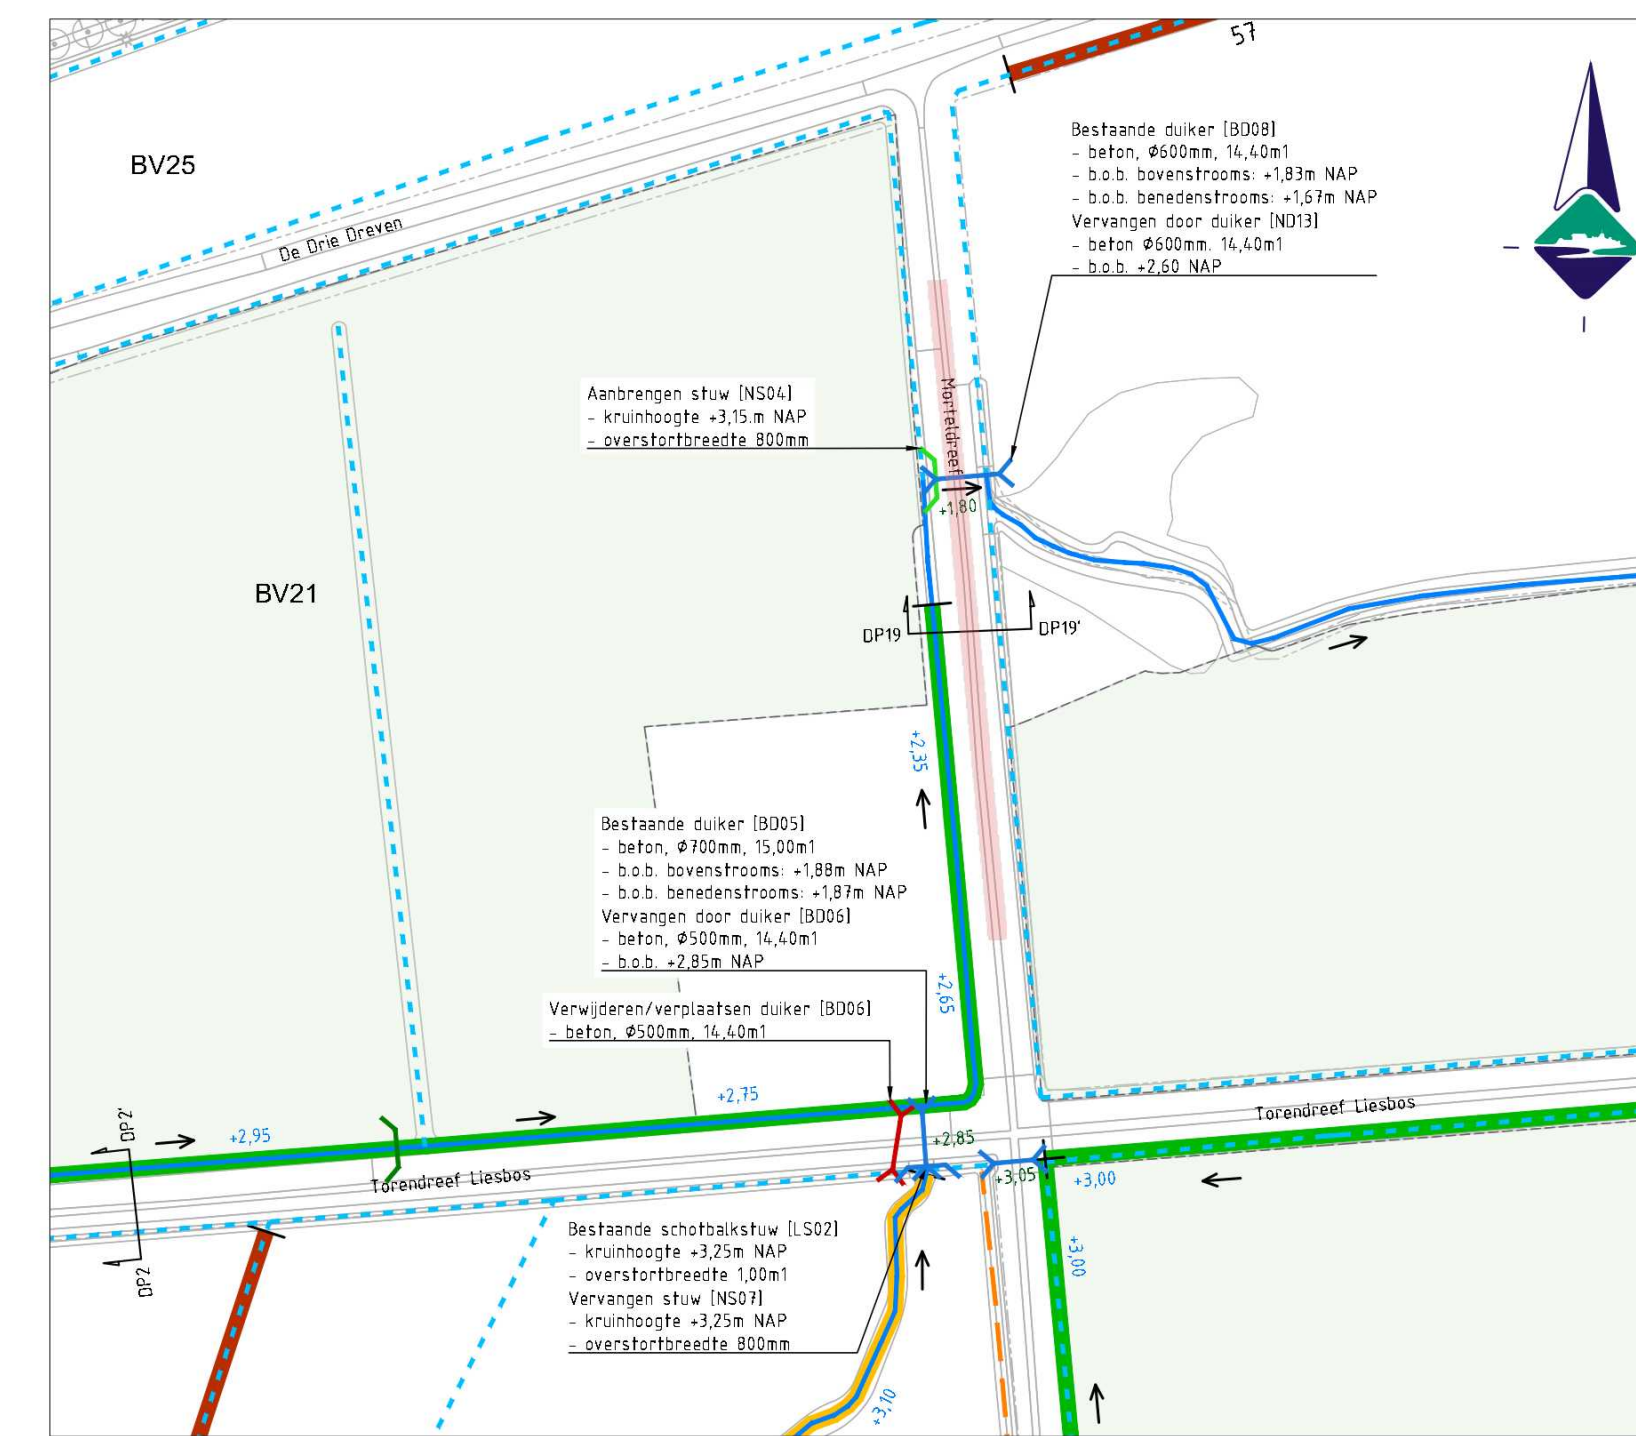 57
BV25
De Drie Dreven
Bestaande duiker [BD08]
- beton, Ø600mm, 14,40m1
- b.o.b. bovenstrooms: +1,83m NAP
- b.o.b. benedenstrooms: +1,67m NAP
Vervangen door duiker [ND13]
- beton Ø600mm. 14,40m1
- b.o.b. +2,60 NAP
Aanbrengen stuw [NS04]
- kruinhoogte +3,15.m NAP
- overstortbreedte 800mm
Morteldreef
+1,80
BV21
DP19
DP19'
+2,35
Bestaande duiker [BD05]
- beton, Ø700mm, 15,00m1
- b.o.b. bovenstrooms: +1,88m NAP
- b.o.b. benedenstrooms: +1,87m NAP
Vervangen door duiker [BD06]
- beton, Ø500mm, 14,40m1
- b.o.b. +2,85m NAP
+2,65
Verwijderen/verplaatsen duiker [BD06]
- beton, Ø500mm, 14,40m1
+2,75
Torendreef Liesbos
DP2'
+2,95
+2,85
Torendreef Liesbos
+3,05
+3,00
DP2
Bestaande schotbalkstuw [LS02]
- kruinhoogte +3,25m NAP
- overstortbreedte 1,00m1
Vervangen stuw [NS07]
- kruinhoogte +3,25m NAP
- overstortbreedte 800mm
+3,00
+3,10